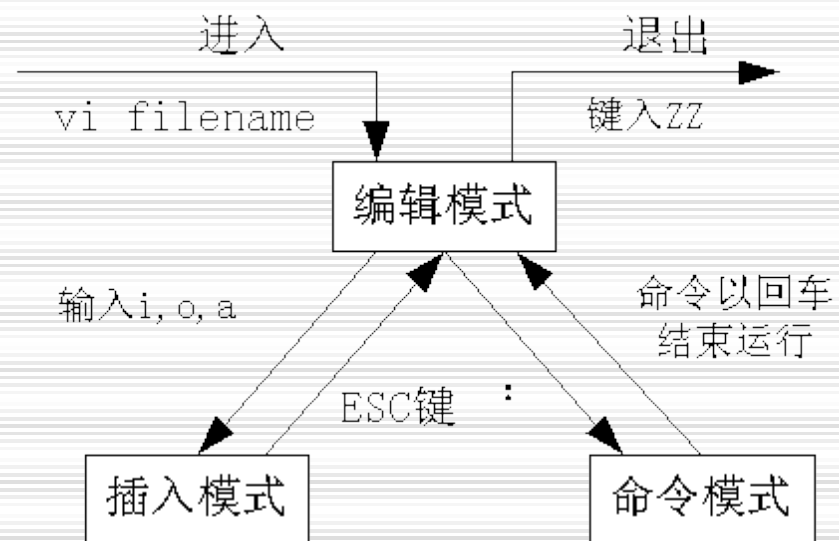 进入
退出
vi filename
键入ZZ
编辑模式
输入i,o,a
命令以回车
结束运行
ESC键
:
插入模式
命令模式